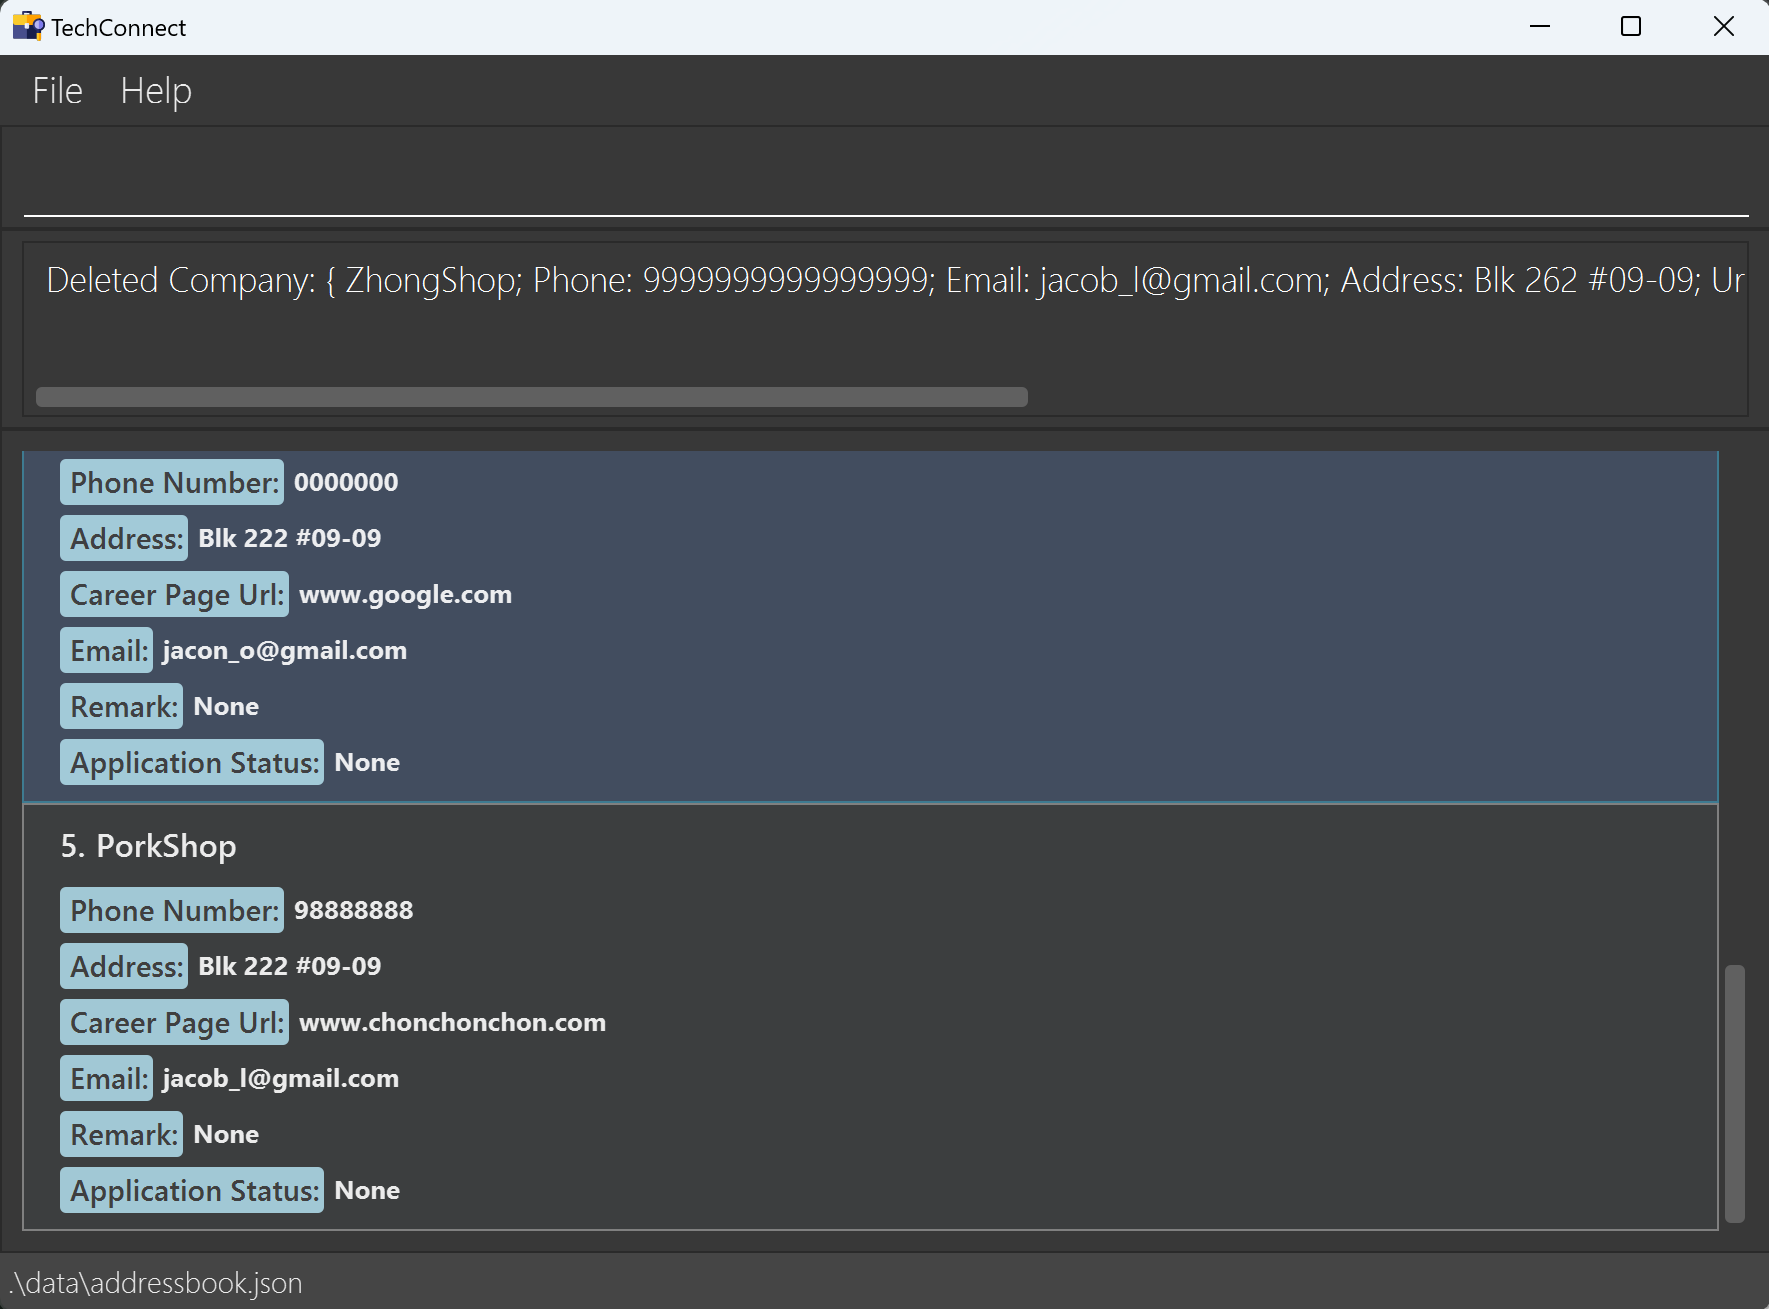 TechConnect
File Help
Deleted Company: { ZhongShop; Phone: 9999999999999999; Email: jacob_l@gmail.com; Address: Blk 262 #09-09; Ur
Phone Number: 0000000
Address: Blk 222 #09-09
Career Page Url: www.google.com
Email: jacon_o@gmail.com
Remark: None
Application Status: None
5. PorkShop
Phone Number: 98888888
Address: Blk 222 #09-09
Career Page Url: www.chonchonchon.com
Email: jacob_l@gmail.com
Remark: None
Application Status: None
.\data\addressbook.json